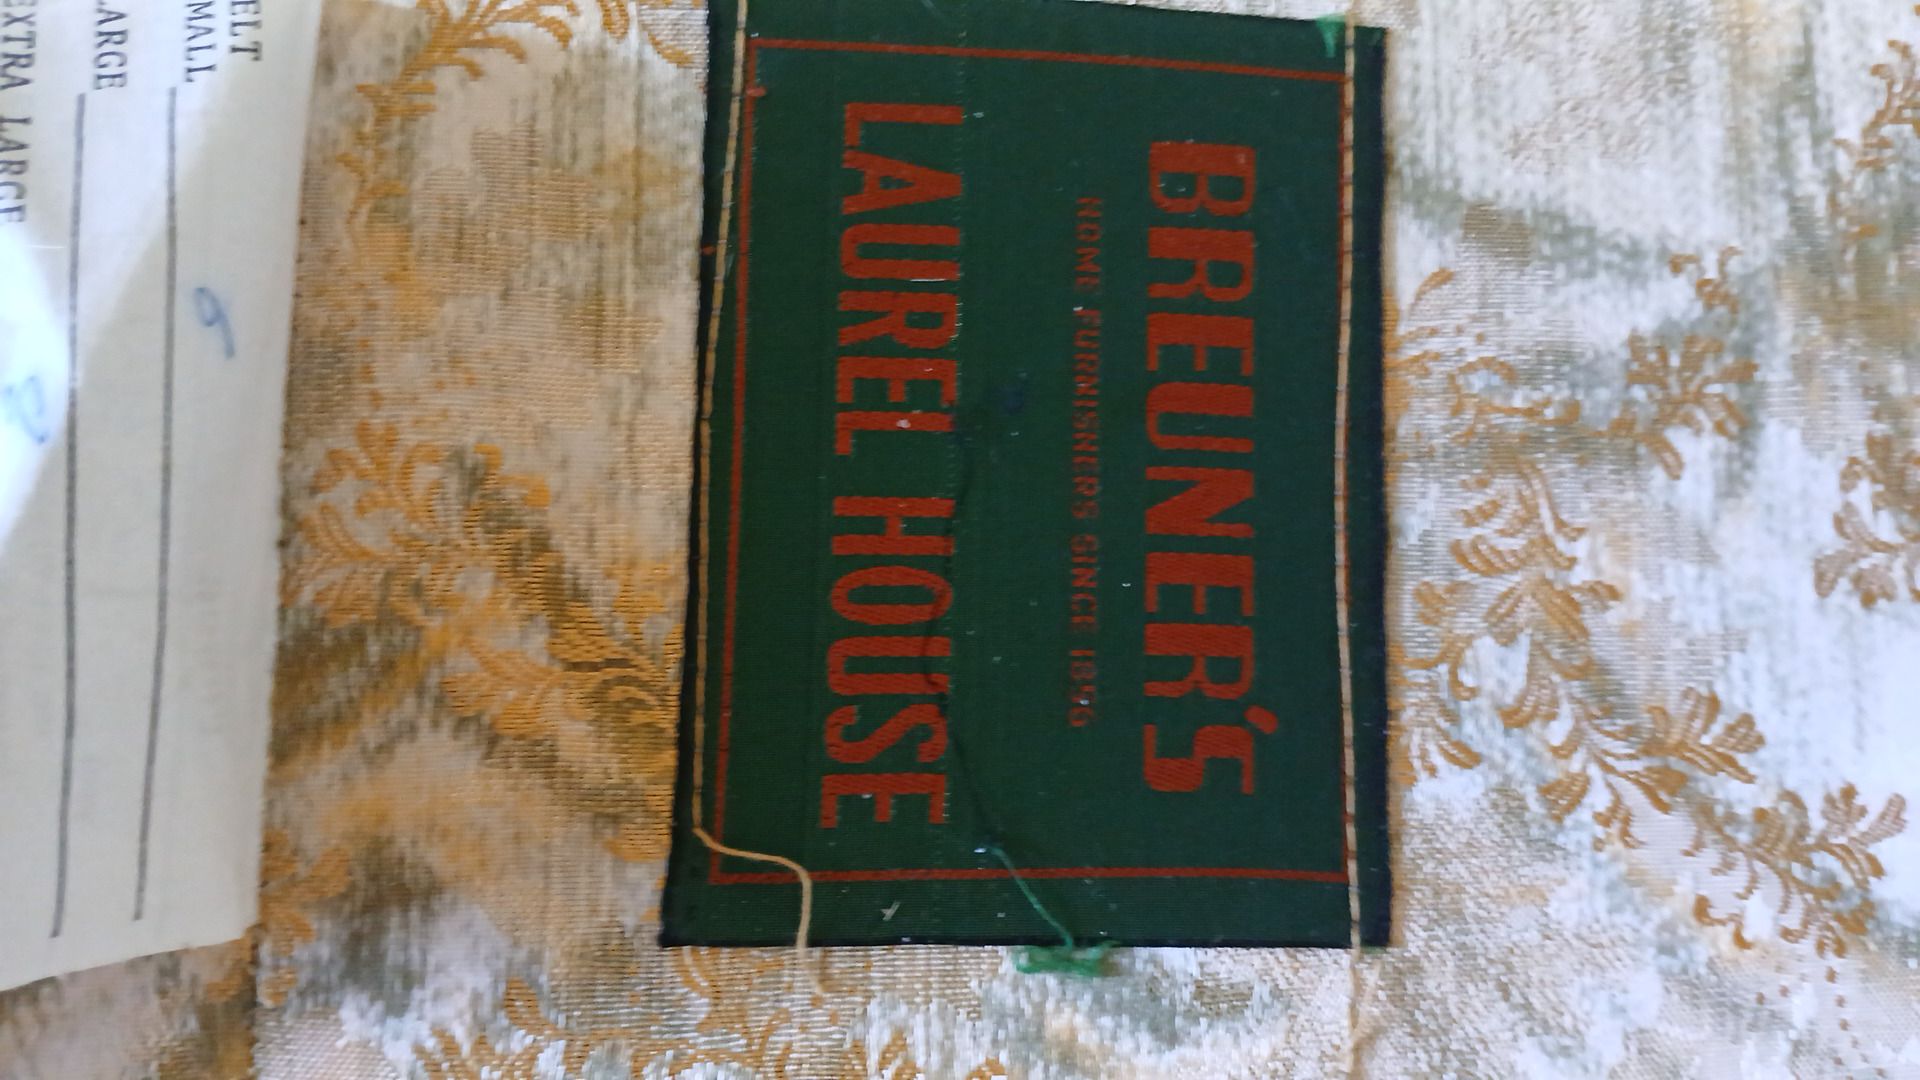 BREUNER'S
HOME FURNISHERS SINCE 1856
LAUREL HOUSE
ELT
MALL
ARGE
EXTRA LARGE